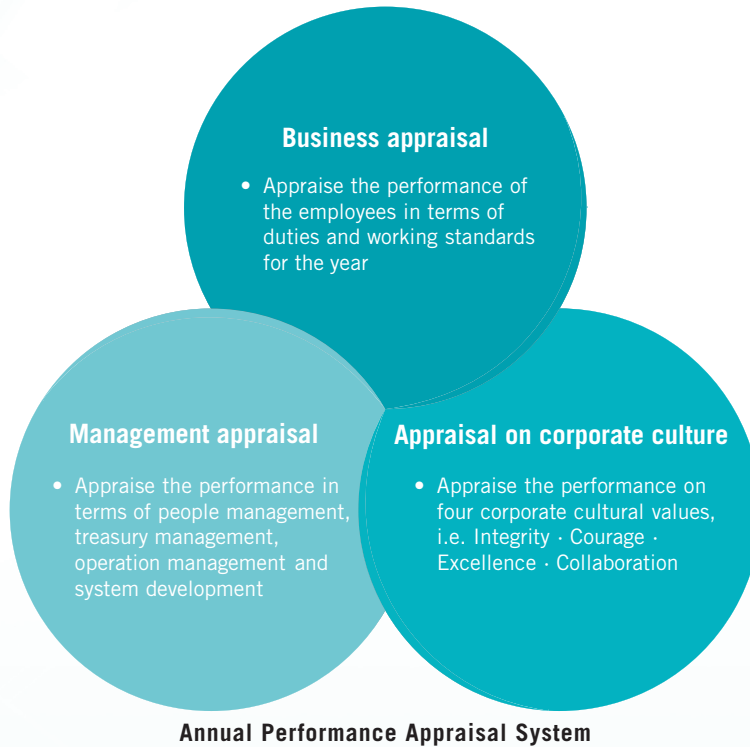 Business appraisal
• Appraise the performance of
the employees in terms of
duties and working standards
for the year
Management appraisal
• Appraise the performance in
terms of people management,
treasury management,
operation management and
system development
Appraisal on corporate culture
• Appraise the performance on
four corporate cultural values,
i.e. Integrity · Courage ·
Excellence · Collaboration
Annual Performance Appraisal System